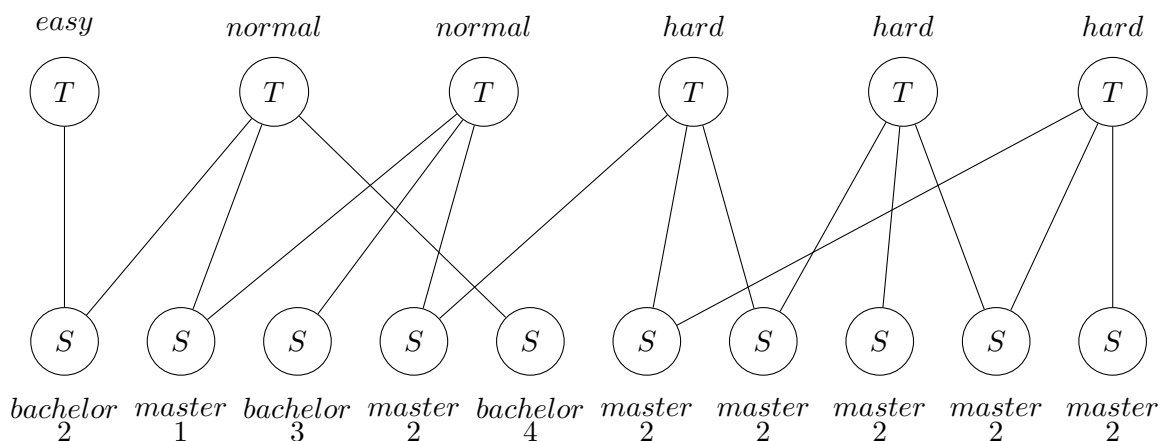 easy normal normal hard hard hard
T T T T T T
S S S S S S S S S S
bachelor master bachelor master bachelor master master master master master
2 1 3 2 4 2 2 2 2 2